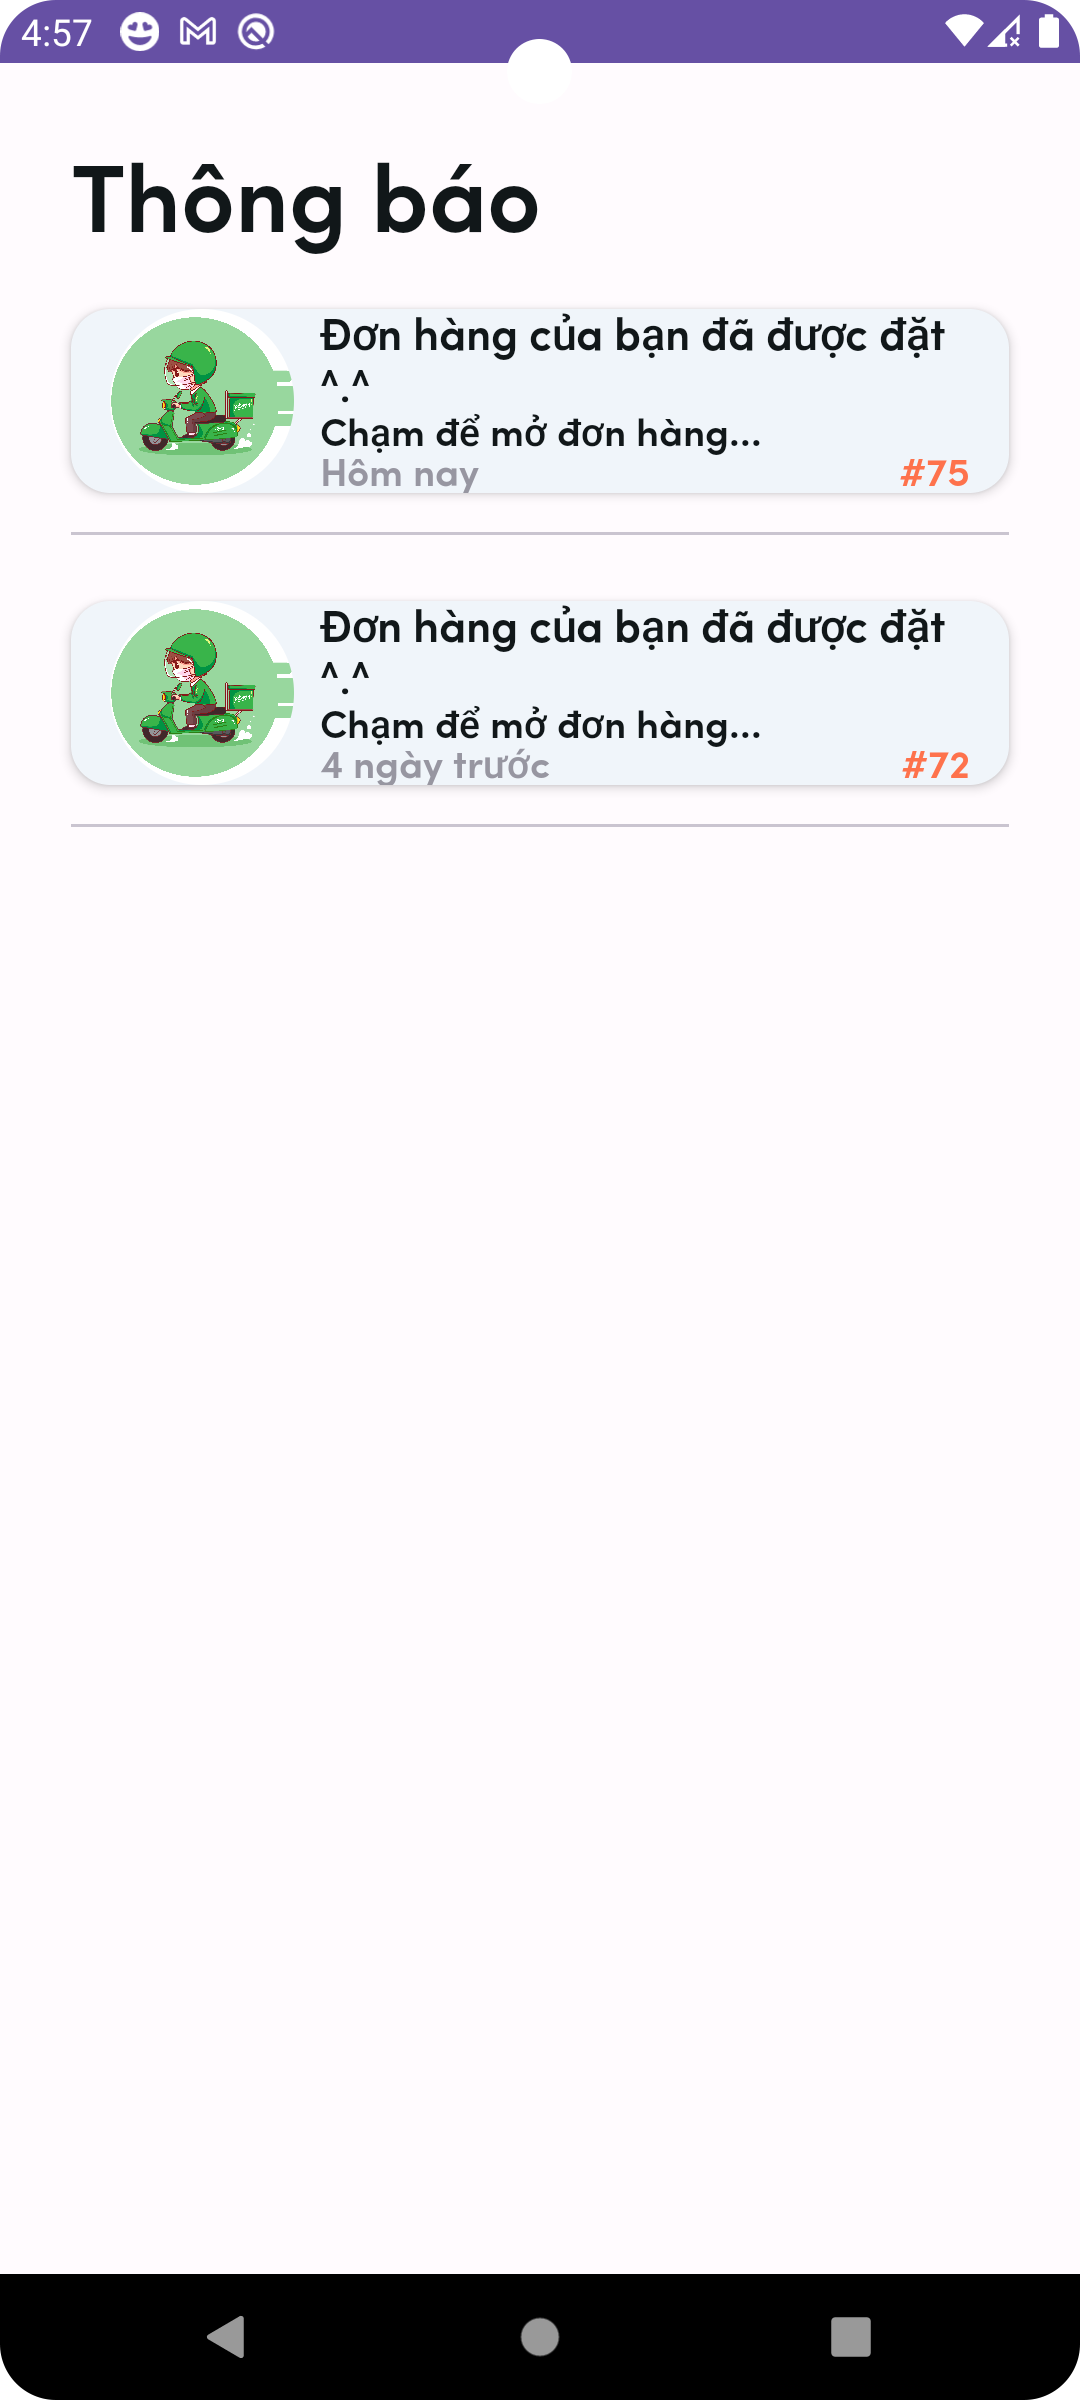 4:57
Thông báo
Đơn hàng của bạn đã được đặt
^.^
Chạm để mở đơn hàng...
Hôm nay
#75
Đơn hàng của bạn đã được đặt
^.^
Chạm để mở đơn hàng...
4 ngày trước
#72